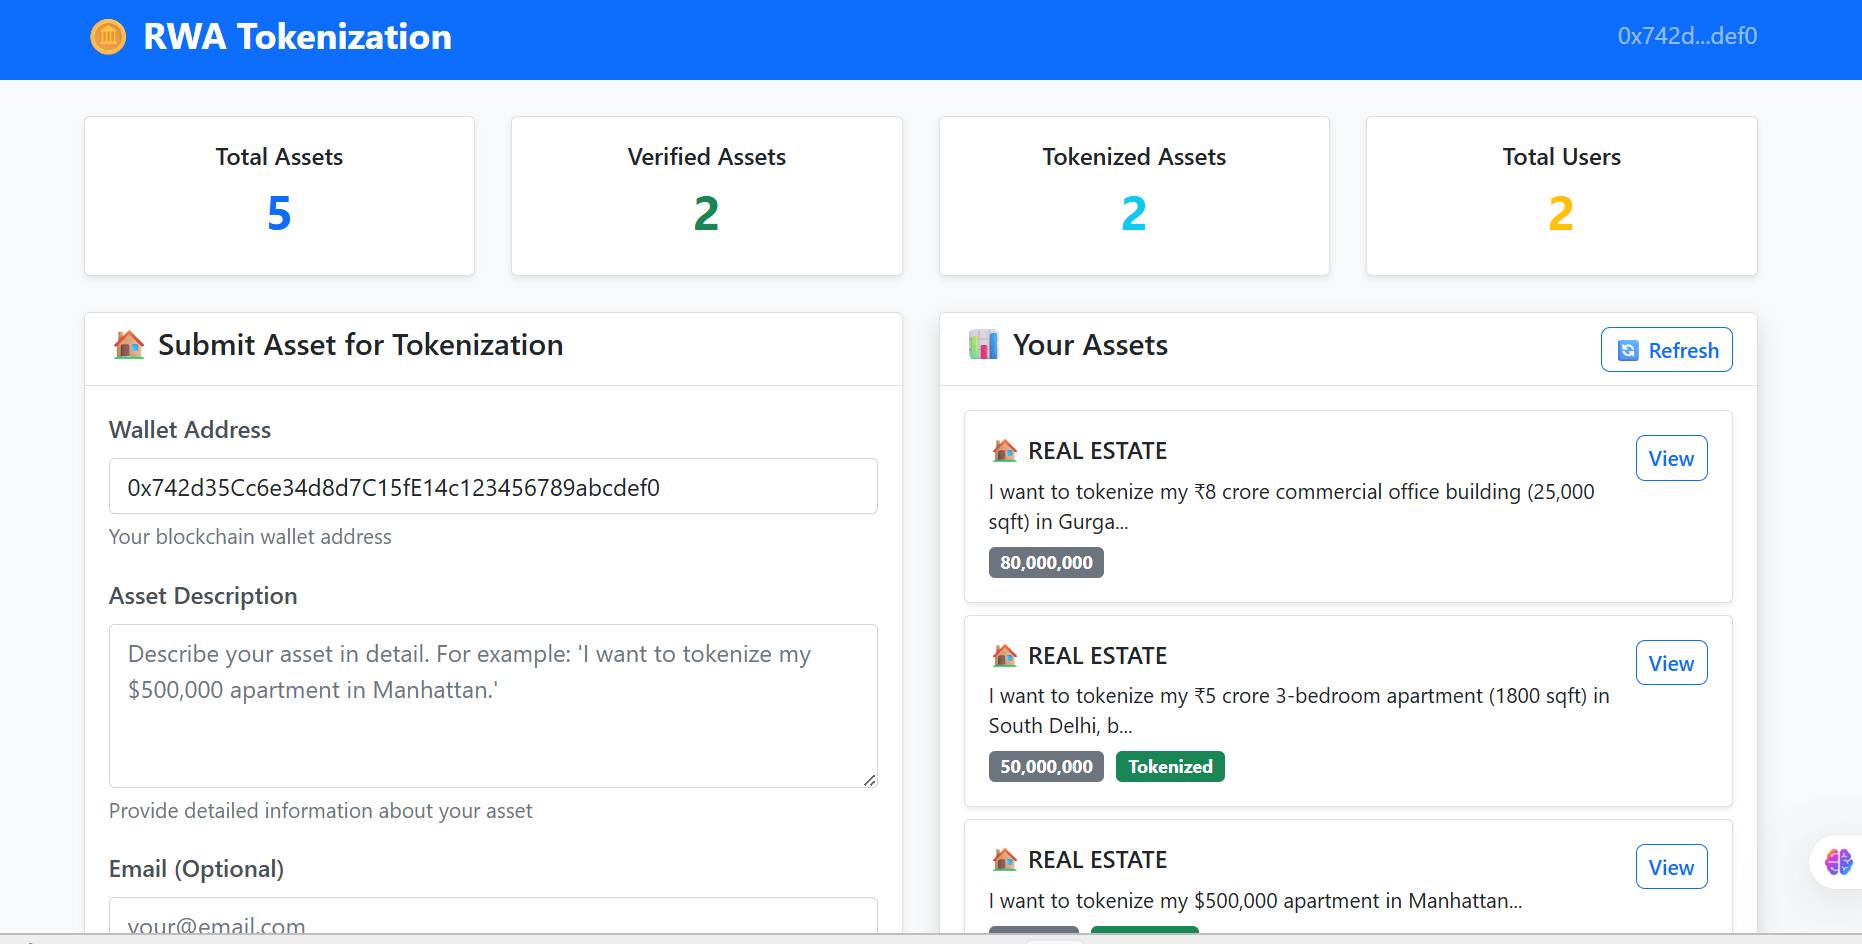 RWA Tokenization
0x742d...def0
Total Assets
5
Verified Assets
2
Tokenized Assets
2
Total Users
2
Submit Asset for Tokenization
Wallet Address
0x742d35Cc6e34d8d7C15fE14c123456789abcdef0
Your blockchain wallet address
Asset Description
Describe your asset in detail. For example: 'I want to tokenize my
$500,000 apartment in Manhattan.'
Provide detailed information about your asset
Email (Optional)
your@email.com
Your Assets
Refresh
REAL ESTATE
View
I want to tokenize my ₹8 crore commercial office building (25,000
sqft) in Gurga...
80,000,000
REAL ESTATE
View
I want to tokenize my ₹5 crore 3-bedroom apartment (1800 sqft) in
South Delhi, b...
50,000,000
Tokenized
REAL ESTATE
View
I want to tokenize my $500,000 apartment in Manhattan...